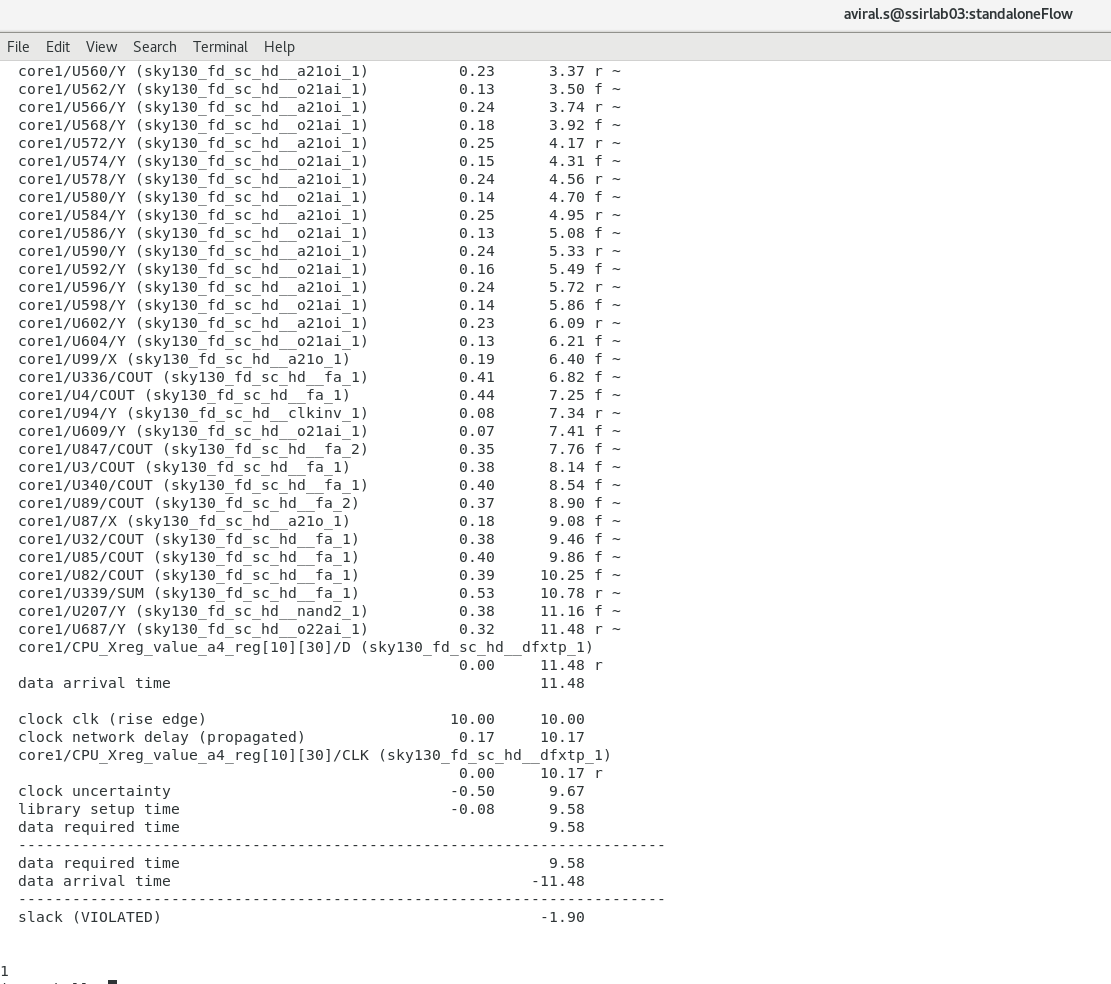 aviral.s@ssirlab03:standaloneFlow
File Edit View Search Terminal Help
core1/U560/Y (sky130_fd_sc_hd__a21oi_1) 0.23 3.37 r ~
core1/U562/Y (sky130_fd_sc_hd__o21ai_1) 0.13 3.50 f ~
core1/U566/Y (sky130_fd_sc_hd__a21oi_1) 0.24 3.74 r ~
core1/U568/Y (sky130_fd_sc_hd__o21ai_1) 0.18 3.92 f ~
core1/U572/Y (sky130_fd_sc_hd__a21oi_1) 0.25 4.17 r ~
core1/U574/Y (sky130_fd_sc_hd__o21ai_1) 0.15 4.31 f ~
core1/U578/Y (sky130_fd_sc_hd__a21oi_1) 0.24 4.56 r ~
core1/U580/Y (sky130_fd_sc_hd__o21ai_1) 0.14 4.70 f ~
core1/U584/Y (sky130_fd_sc_hd__a21oi_1) 0.25 4.95 r ~
core1/U586/Y (sky130_fd_sc_hd__o21ai_1) 0.13 5.08 f ~
core1/U590/Y (sky130_fd_sc_hd__a21oi_1) 0.24 5.33 r ~
core1/U592/Y (sky130_fd_sc_hd__o21ai_1) 0.16 5.49 f ~
core1/U596/Y (sky130_fd_sc_hd__a21oi_1) 0.24 5.72 r ~
core1/U598/Y (sky130_fd_sc_hd__o21ai_1) 0.14 5.86 f ~
core1/U602/Y (sky130_fd_sc_hd__a21oi_1) 0.23 6.09 r ~
core1/U604/Y (sky130_fd_sc_hd__o21ai_1) 0.13 6.21 f ~
core1/U99/X (sky130_fd_sc_hd__a21o_1) 0.19 6.40 f ~
core1/U336/COUT (sky130_fd_sc_hd__fa_1) 0.41 6.82 f ~
core1/U4/COUT (sky130_fd_sc_hd__fa_1) 0.44 7.25 f ~
core1/U94/Y (sky130_fd_sc_hd__clkinv_1) 0.08 7.34 r ~
core1/U609/Y (sky130_fd_sc_hd__o21ai_1) 0.07 7.41 f ~
core1/U847/COUT (sky130_fd_sc_hd__fa_2) 0.35 7.76 f ~
core1/U3/COUT (sky130_fd_sc_hd__fa_1) 0.38 8.14 f ~
core1/U340/COUT (sky130_fd_sc_hd__fa_1) 0.40 8.54 f ~
core1/U89/COUT (sky130_fd_sc_hd__fa_2) 0.37 8.90 f ~
core1/U87/X (sky130_fd_sc_hd__a21o_1) 0.18 9.08 f ~
core1/U32/COUT (sky130_fd_sc_hd__fa_1) 0.38 9.46 f ~
core1/U85/COUT (sky130_fd_sc_hd__fa_1) 0.40 9.86 f ~
core1/U82/COUT (sky130_fd_sc_hd__fa_1) 0.39 10.25 f ~
core1/U339/SUM (sky130_fd_sc_hd__fa_1) 0.53 10.78 r ~
core1/U207/Y (sky130_fd_sc_hd__nand2_1) 0.38 11.16 f ~
core1/U687/Y (sky130_fd_sc_hd__o22ai_1) 0.32 11.48 r ~
core1/CPU_Xreg_value_a4_reg[10][30]/D (sky130_fd_sc_hd__dfxtp_1)
0.00 11.48 r
data arrival time 11.48
clock clk (rise edge) 10.00 10.00
clock network delay (propagated) 0.17 10.17
core1/CPU_Xreg_value_a4_reg[10][30]/CLK (sky130_fd_sc_hd__dfxtp_1)
0.00 10.17 r
clock uncertainty -0.50 9.67
library setup time -0.08 9.58
data required time 9.58
------------------------------------------------------------------------
data required time 9.58
data arrival time -11.48
------------------------------------------------------------------------
slack (VIOLATED) -1.90
1